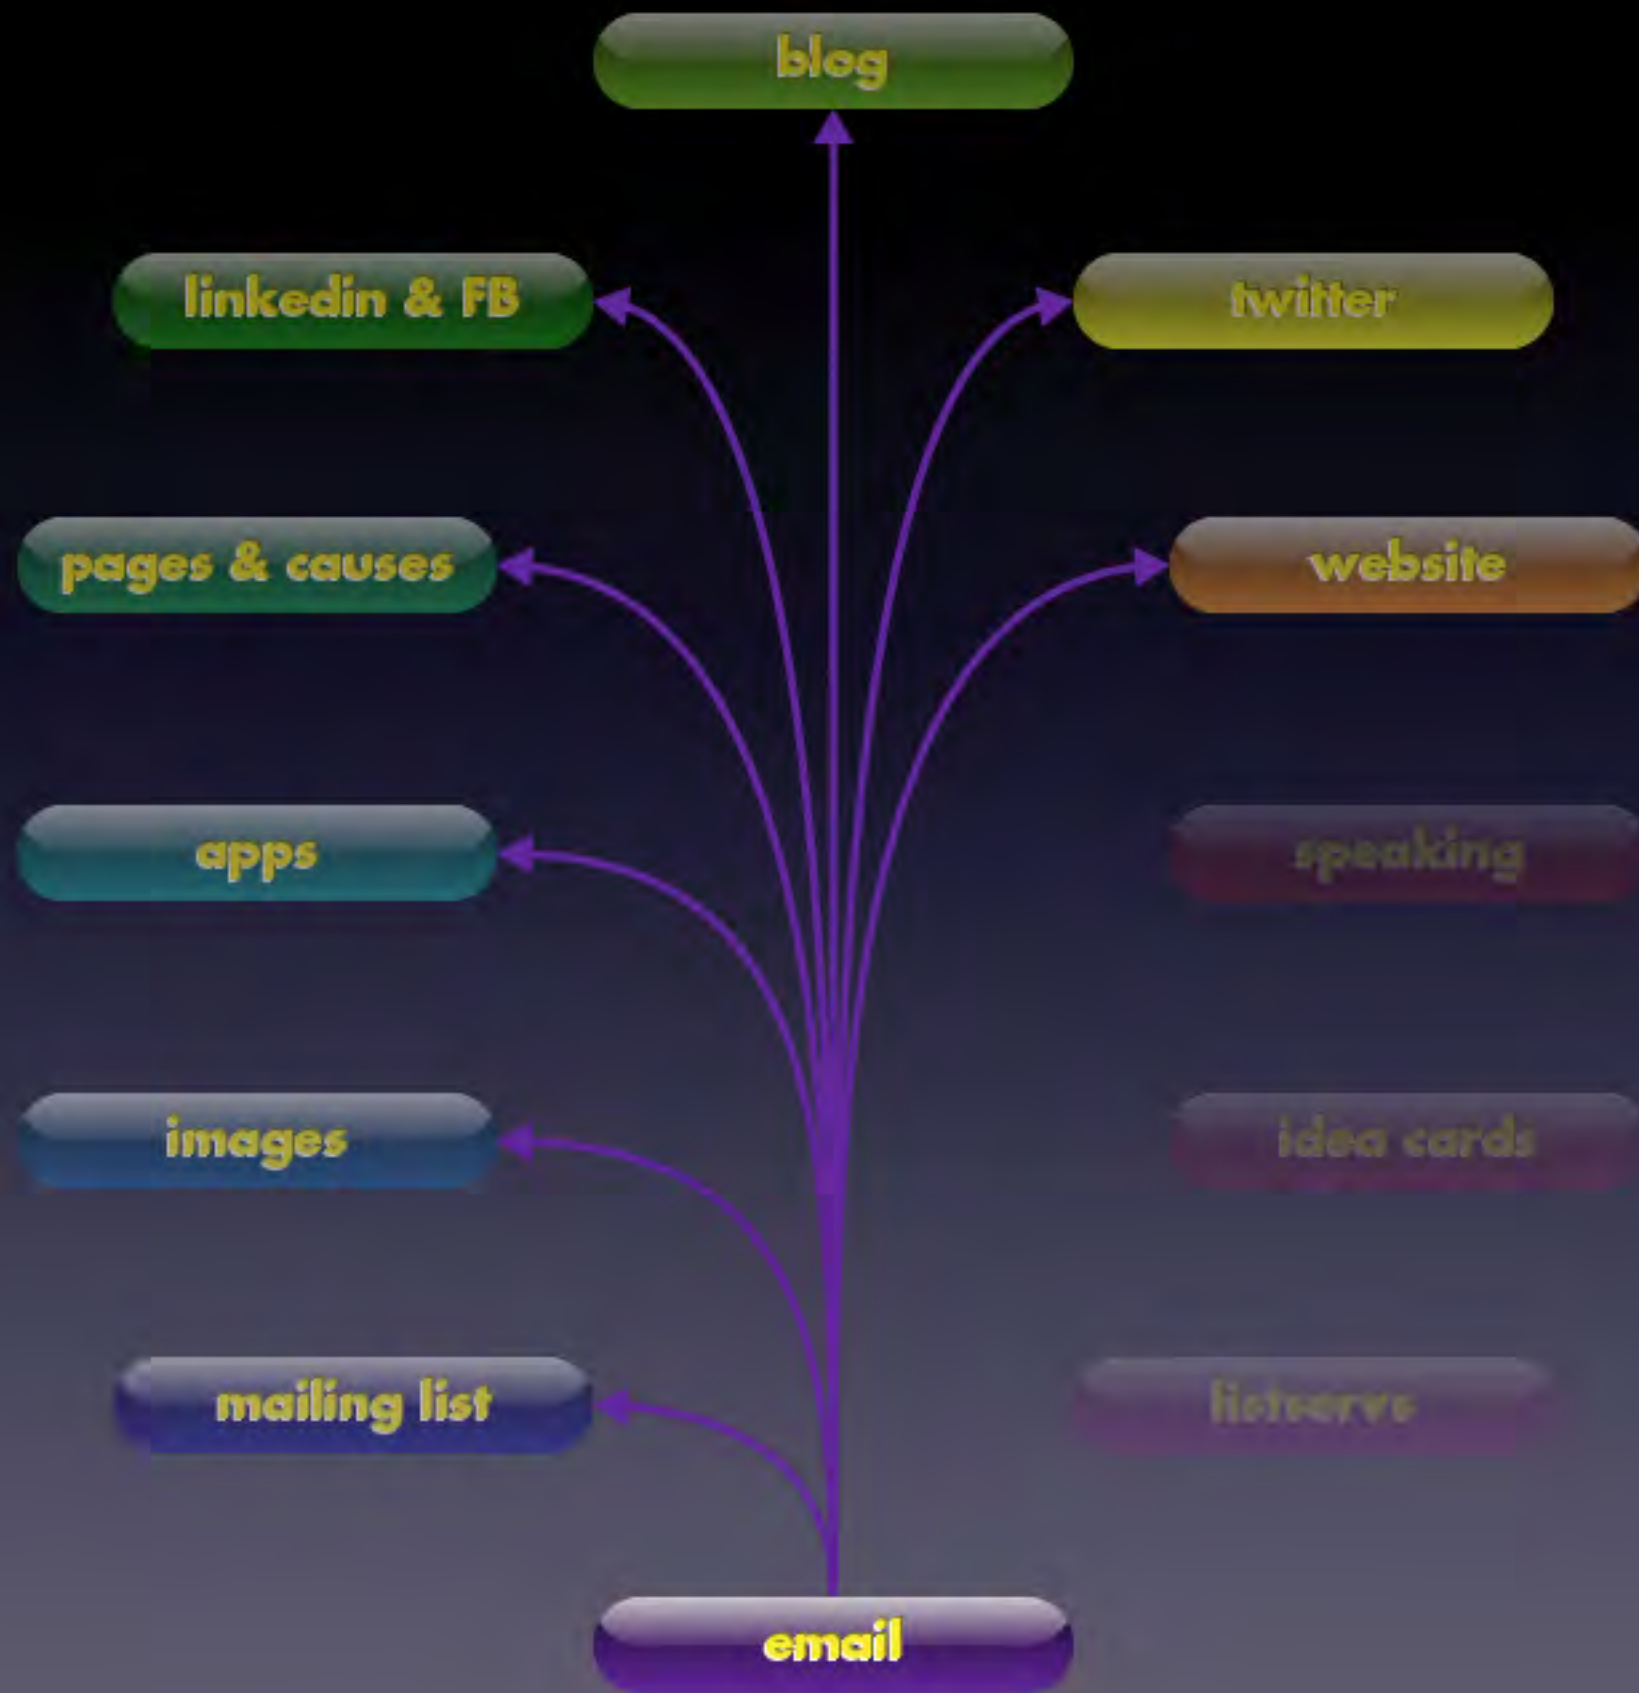 blog
linkedin & FB
twitter
pages & causes
website
apps
speaking
images
idea cards
mailing list
listservs
email